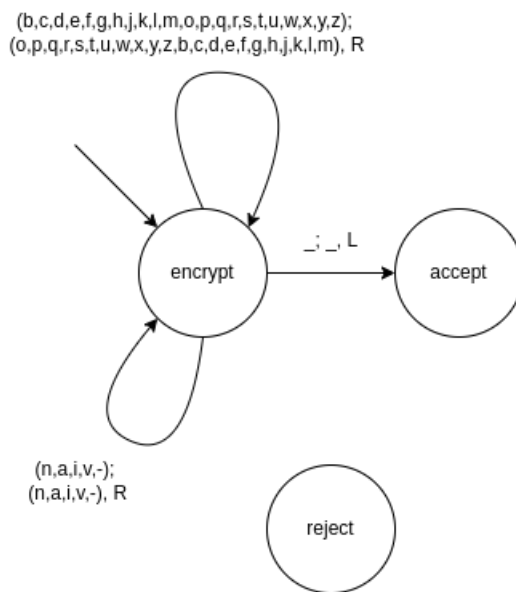 (b,c,d,e,f,g,h,j,k,l,m,o,p,q,r,s,t,u,w,x,y,z);
(o,p,q,r,s,t,u,w,x,y,z,b,c,d,e,f,g,h,j,k,l,m), R
_; _, L
encrypt
accept
(n,a,i,v,-);
(n,a,i,v,-), R
reject